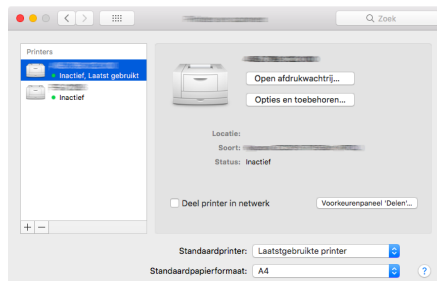 Zoek
Printers
Inactief, Laatst gebruikt
Inactief
Open afdrukwachtrij...
Opties en toebehoren...
Locatie:
Soort:
Status: Inactief
Deel printer in netwerk
Voorkeurenpaneel 'Delen'...
+ −
Standaardprinter: Laatstgebruikte printer
Standaardpapierformaat: A4
?